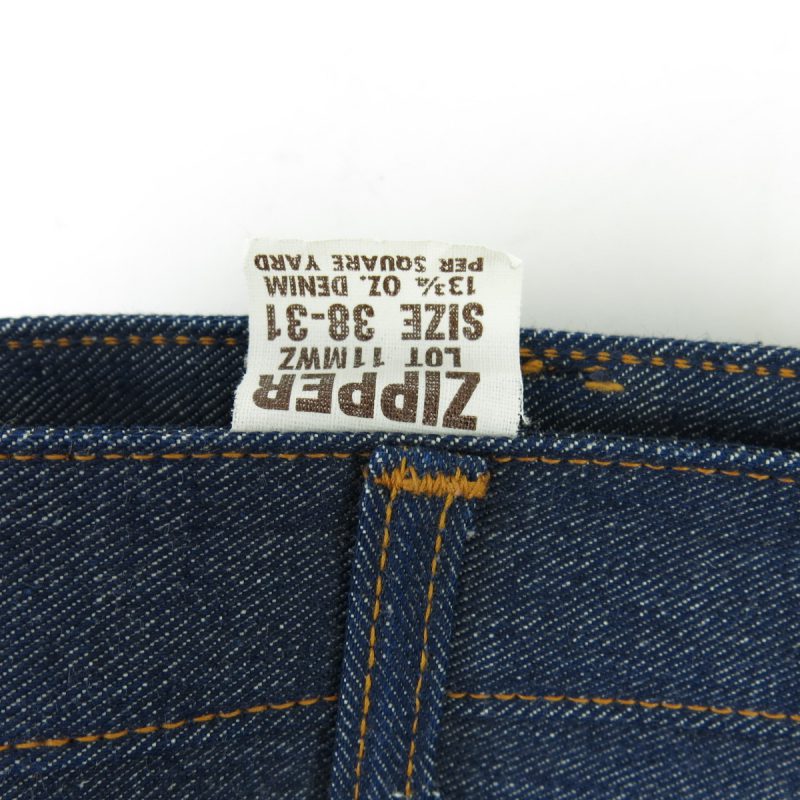 ZIPPER
LOT 11MWZ
SIZE 38-31
13¾ OZ. DENIM
PER SQUARE YARD